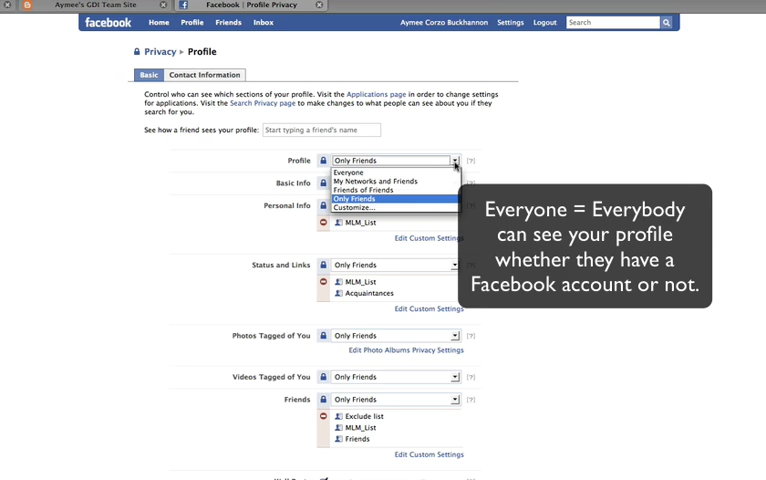 Aymee's GDI Team Site
Facebook | Profile Privacy
facebook Home Profile Friends Inbox Aymee Corzo Buckhannon Settings Logout Search
Privacy ▸ Profile
Basic Contact Information
Control who can see which sections of your profile. Visit the Applications page in order to change settings
for applications. Visit the Search Privacy page to make changes to what people can see about you if they
search for you.
See how a friend sees your profile: Start typing a friend's name
Profile Only Friends [?]
Everyone
My Networks and Friends
Friends of Friends
Only Friends
Customize...
Basic Info
Personal Info
MLM_List
Edit Custom Settings
Everyone = Everybody
can see your profile
whether they have a
Facebook account or not.
Status and Links Only Friends
MLM_List
Acquaintances
Edit Custom Settings
Photos Tagged of You Only Friends [?]
Edit Photo Albums Privacy Settings
Videos Tagged of You Only Friends [?]
Friends Only Friends [?]
Exclude list
MLM_List
Friends
Edit Custom Settings